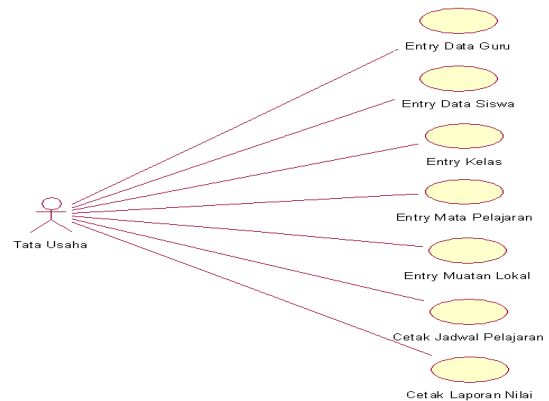 Entry Data Guru
Entry Data Siswa
Entry Kelas
Entry Mata Pelajaran
Tata Usaha
Entry Muatan Lokal
Cetak Jadwal Pelajaran
Cetak Laporan Nilai